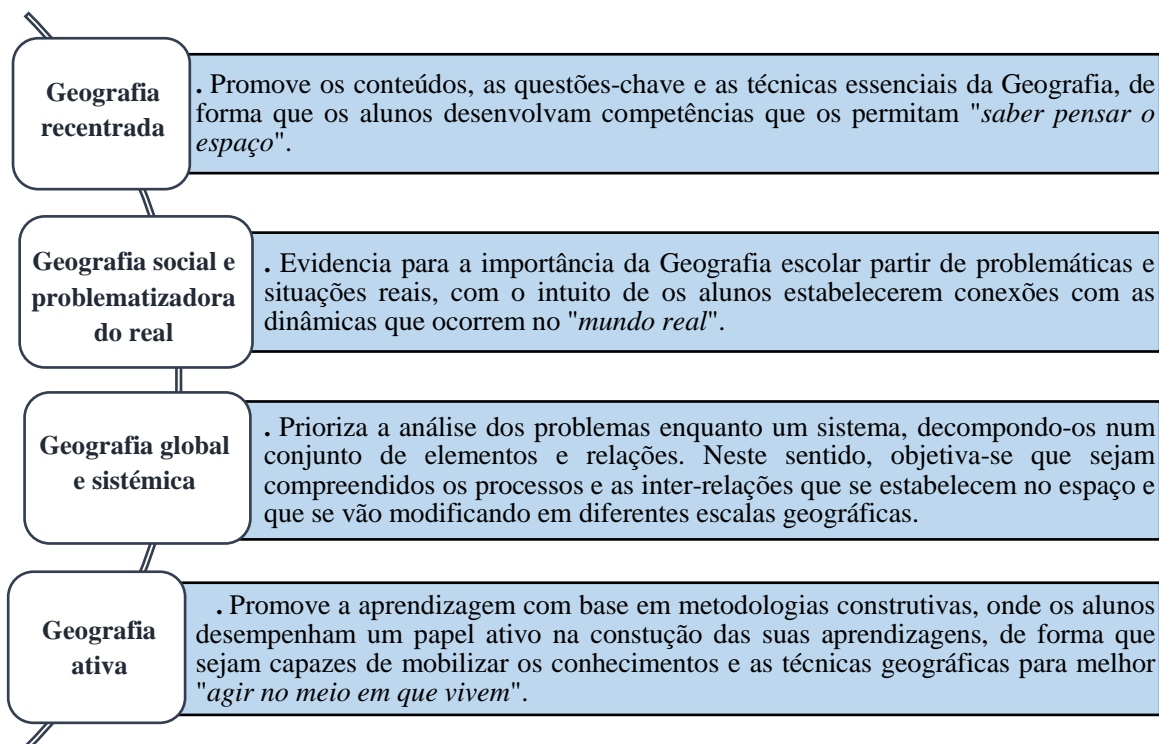 Geografia
recentrada
. Promove os conteúdos, as questões-chave e as técnicas essenciais da Geografia, de
forma que os alunos desenvolvam competências que os permitam "saber pensar o
espaço".
Geografia social e
problematizadora
do real
. Evidencia para a importância da Geografia escolar partir de problemáticas e
situações reais, com o intuito de os alunos estabelecerem conexões com as
dinâmicas que ocorrem no "mundo real".
Geografia global
e sistémica
. Prioriza a análise dos problemas enquanto um sistema, decompondo-os num
conjunto de elementos e relações. Neste sentido, objetiva-se que sejam
compreendidos os processos e as inter-relações que se estabelecem no espaço e
que se vão modificando em diferentes escalas geográficas.
Geografia
ativa
. Promove a aprendizagem com base em metodologias construtivas, onde os alunos
desempenham um papel ativo na constução das suas aprendizagens, de forma que
sejam capazes de mobilizar os conhecimentos e as técnicas geográficas para melhor
"agir no meio em que vivem".